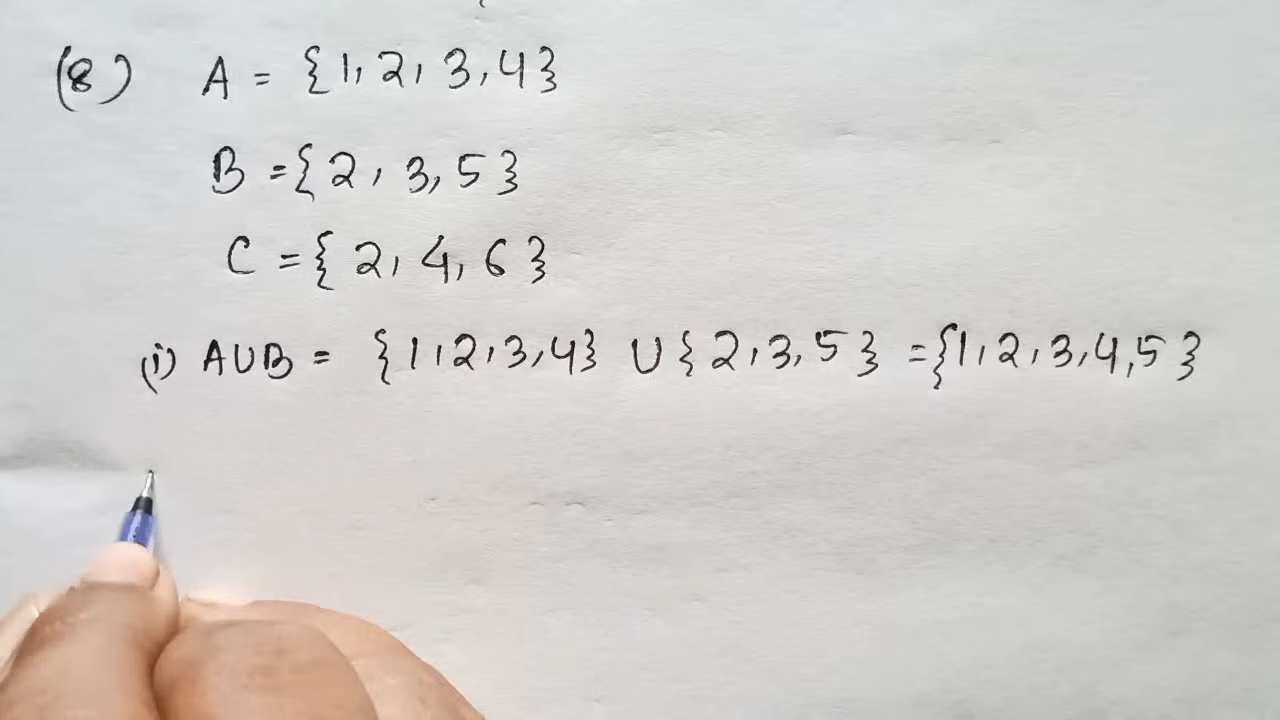 (8) A = {1, 2, 3, 4}
B = {2, 3, 5}
C = {2, 4, 6}
(i) A∪B = {1, 2, 3, 4} ∪ {2, 3, 5} = {1, 2, 3, 4, 5}